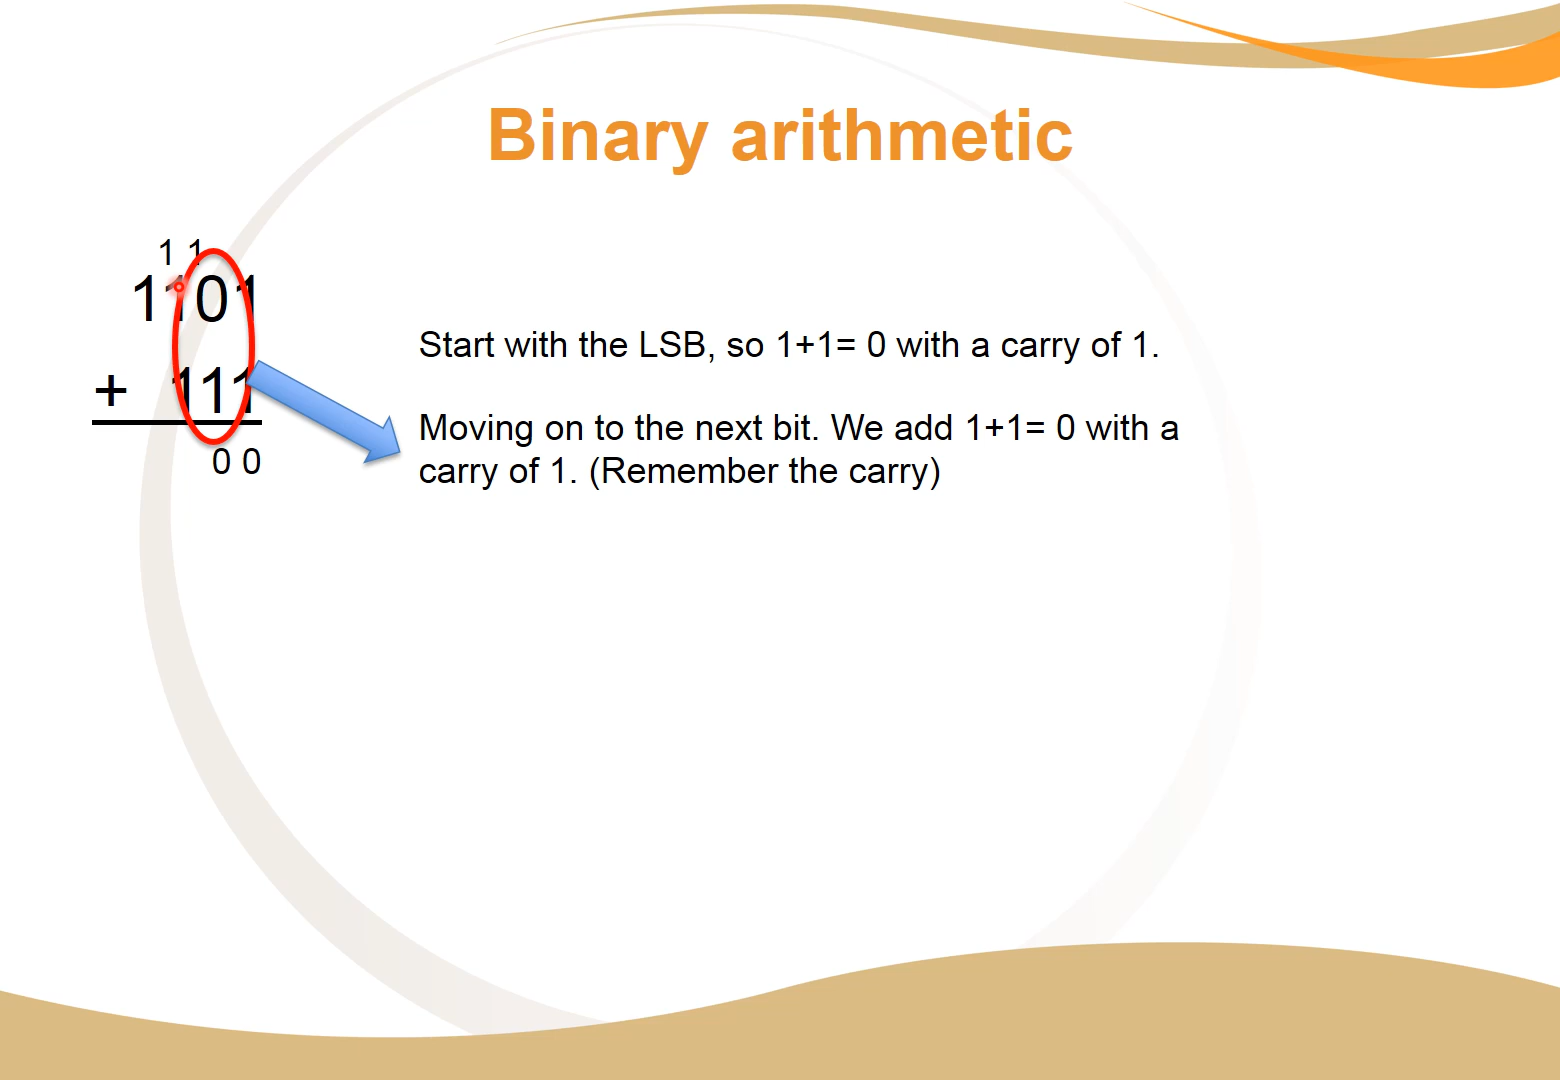 Binary arithmetic
1 1
1101
+ 111
0 0
Start with the LSB, so 1+1= 0 with a carry of 1.
Moving on to the next bit. We add 1+1= 0 with a
carry of 1. (Remember the carry)